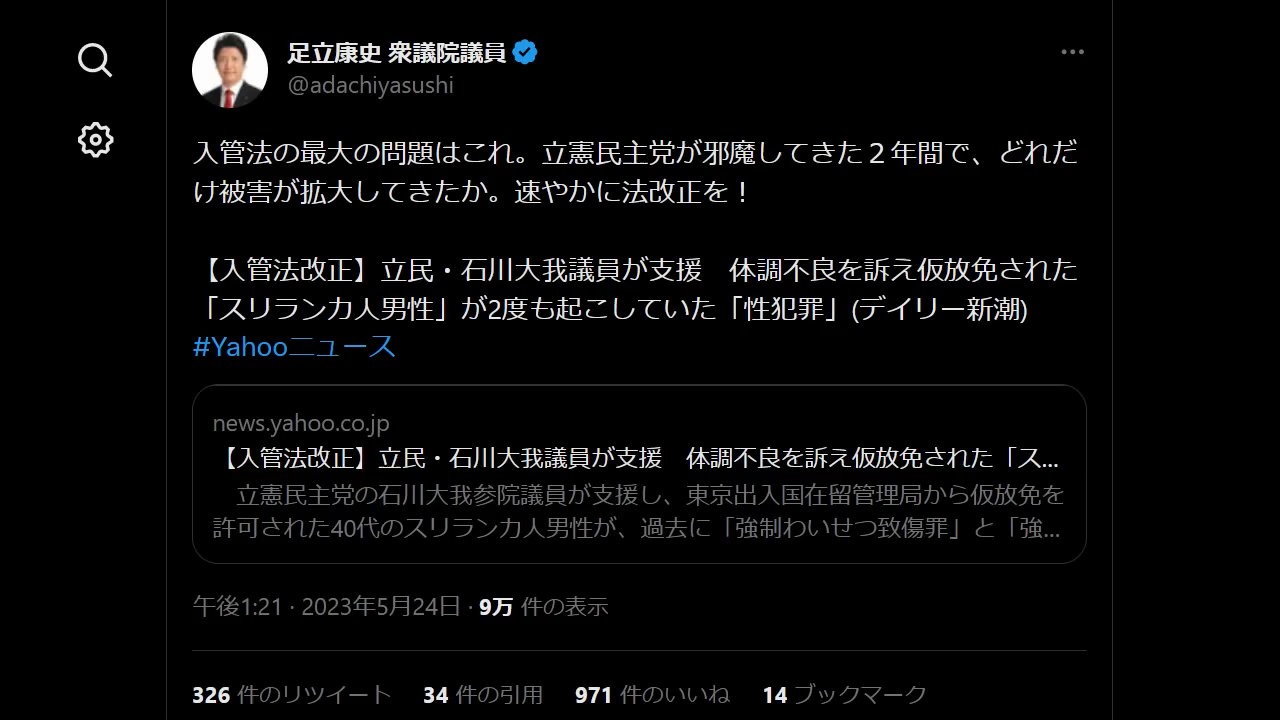 足立康史 衆議院議員
@adachiyasushi
入管法の最大の問題はこれ。立憲民主党が邪魔してきた２年間で、どれだ
け被害が拡大してきたか。速やかに法改正を！
【入管法改正】立民・石川大我議員が支援　体調不良を訴え仮放免された
「スリランカ人男性」が2度も起こしていた「性犯罪」(デイリー新潮)
#Yahooニュース
news.yahoo.co.jp
【入管法改正】立民・石川大我議員が支援　体調不良を訴え仮放免された「ス...
　立憲民主党の石川大我参院議員が支援し、東京出入国在留管理局から仮放免を
許可された40代のスリランカ人男性が、過去に「強制わいせつ致傷罪」と「強...
午後1:21 · 2023年5月24日 · 9万 件の表示
326 件のリツイート 34 件の引用 971 件のいいね 14 ブックマーク